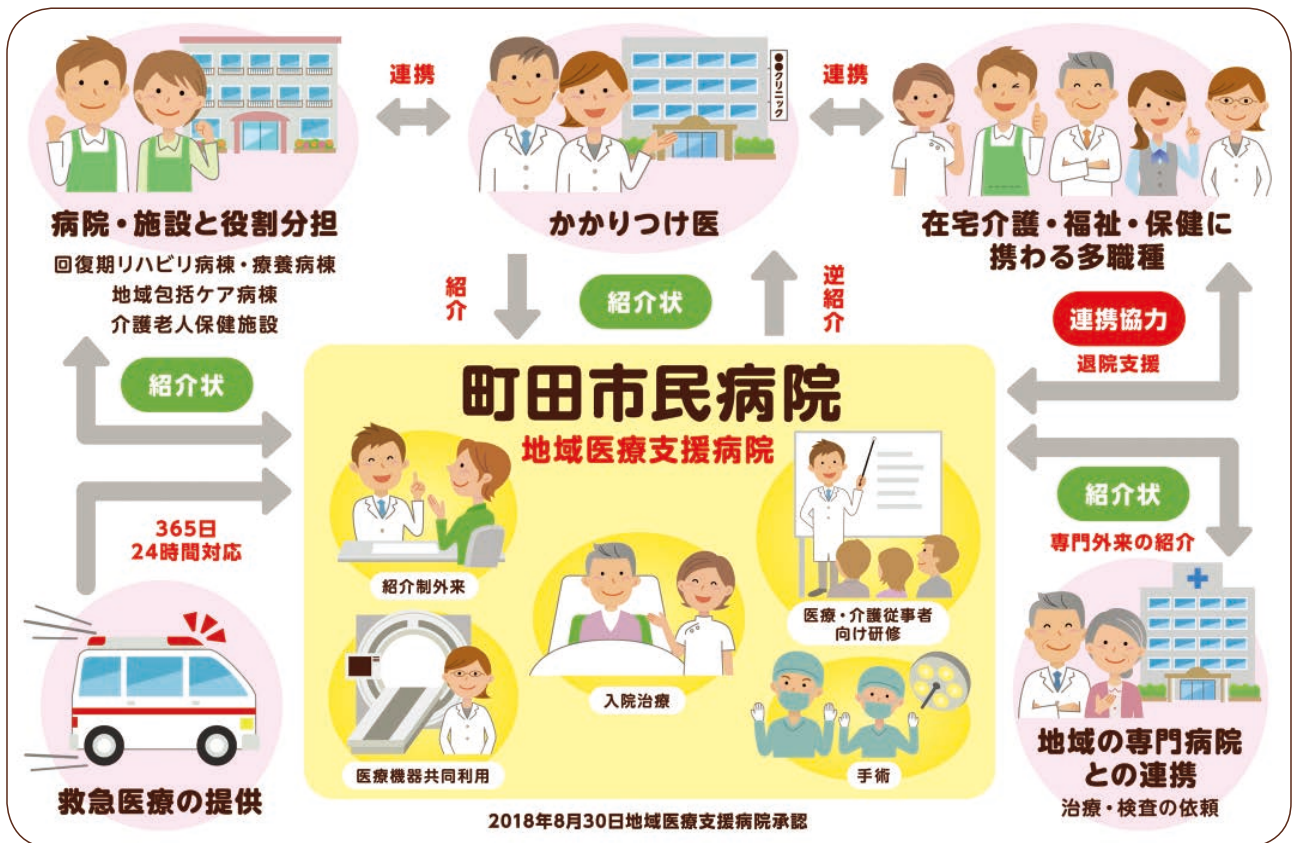 連携
連携
●●クリニック
病院・施設と役割分担
回復期リハビリ病棟・療養病棟
地域包括ケア病棟
介護老人保健施設
かかりつけ医
在宅介護・福祉・保健に
携わる多職種
紹介
紹介状
逆紹介
連携協力
退院支援
紹介状
町田市民病院
地域医療支援病院
紹介状
専門外来の紹介
365日
24時間対応
紹介制外来
医療・介護従事者
向け研修
入院治療
医療機器共同利用
手術
救急医療の提供
地域の専門病院
との連携
治療・検査の依頼
2018年8月30日地域医療支援病院承認